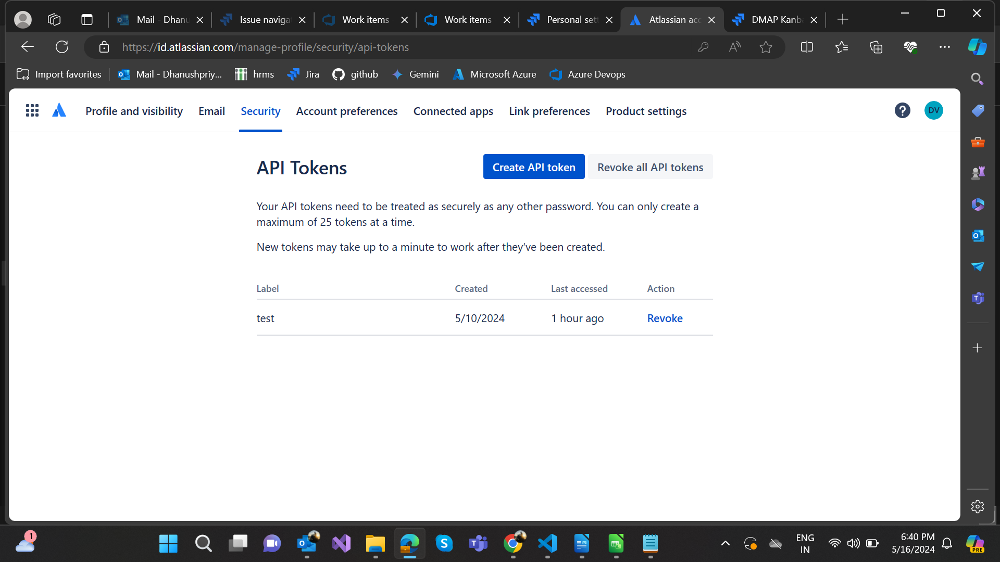 Mail - Dhanu
Issue naviga
Work items
Work items
Personal sett
Atlassian acc
DMAP Kanba
https://id.atlassian.com/manage-profile/security/api-tokens
Import favorites
Mail - Dhanushpriy...
hrms
Jira
github
Gemini
Microsoft Azure
Azure Devops
Profile and visibility
Email
Security
Account preferences
Connected apps
Link preferences
Product settings
DV
API Tokens
Create API token
Revoke all API tokens
Your API tokens need to be treated as securely as any other password. You can only create a
maximum of 25 tokens at a time.
New tokens may take up to a minute to work after they’ve been created.
Label Created Last accessed Action
test 5/10/2024 1 hour ago Revoke
1
ENG
IN
6:40 PM
5/16/2024
PRE